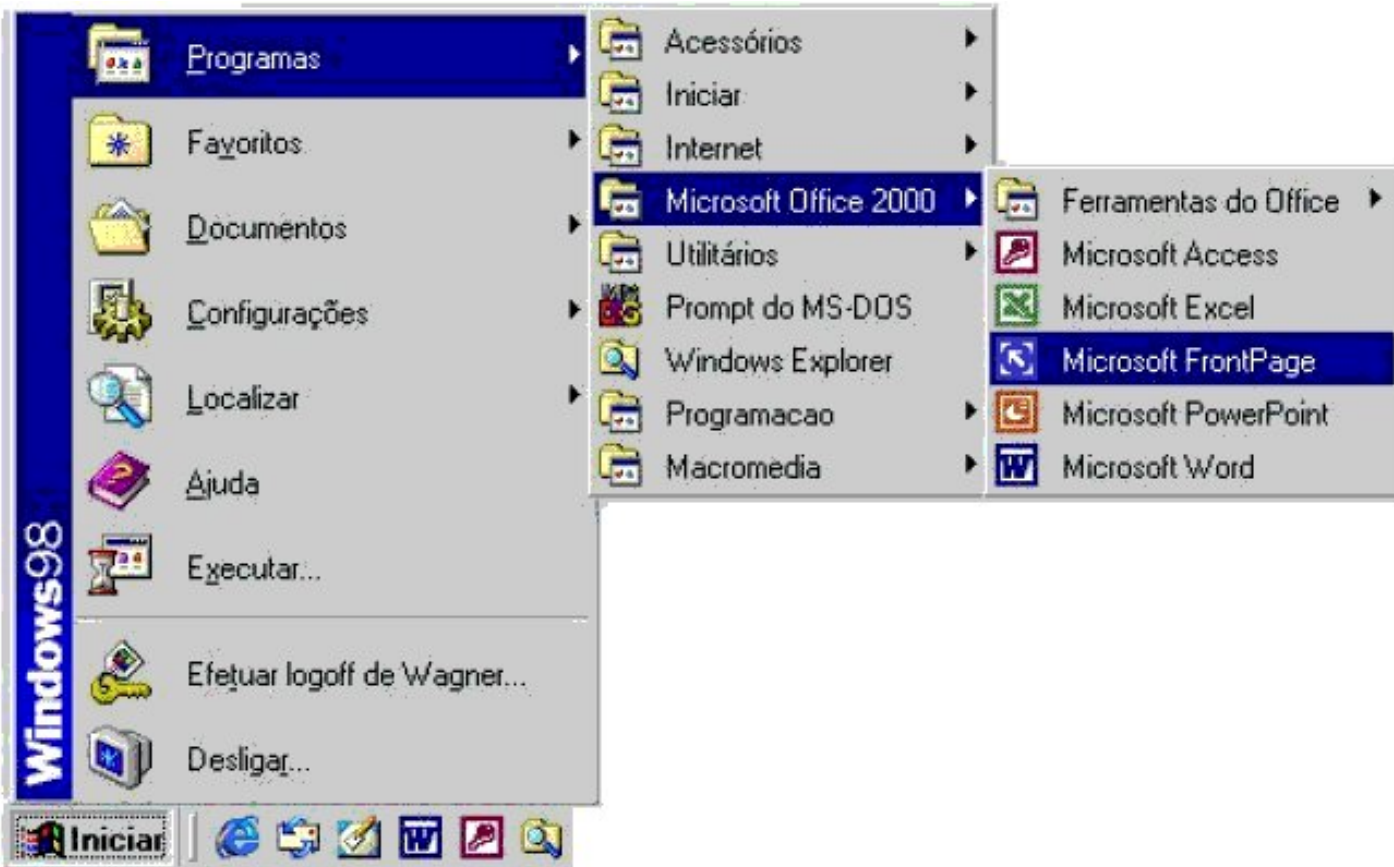 Windows98
Programas
Favoritos
Documentos
Configurações
Localizar
Ajuda
Executar...
Efetuar logoff de Wagner...
Desligar...
Iniciar
Acessórios
Iniciar
Internet
Microsoft Office 2000
Utilitários
Prompt do MS-DOS
Windows Explorer
Programacao
Macromedia
Ferramentas do Office
Microsoft Access
Microsoft Excel
Microsoft FrontPage
Microsoft PowerPoint
Microsoft Word